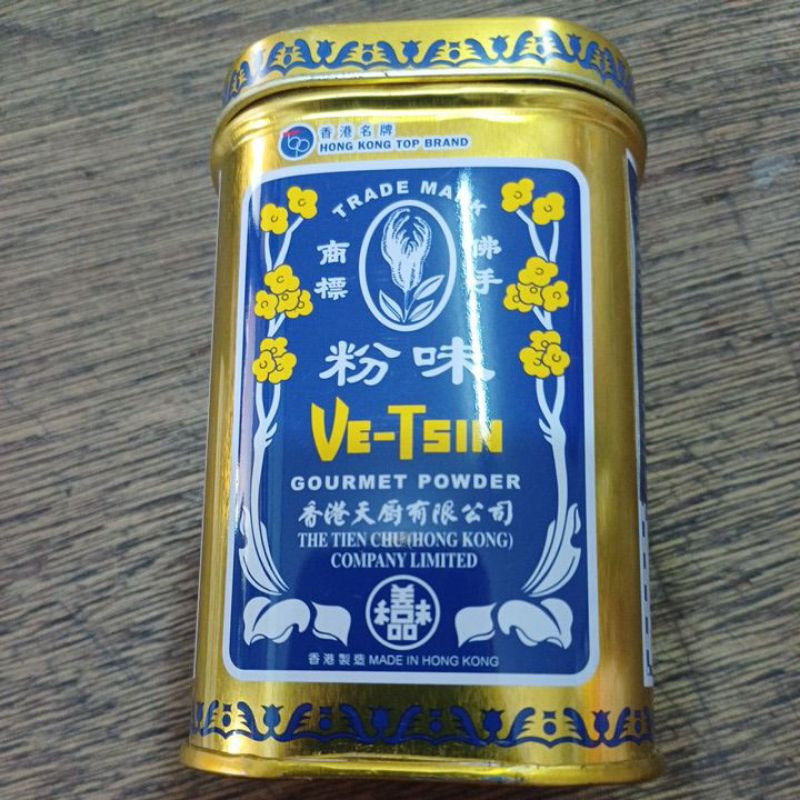 香港名牌
HONG KONG TOP BRAND
TRADE MARK
商標
佛手
粉味
VE-TSIN
GOURMET POWDER
香港天厨有限公司
THE TIEN CHU (HONG KONG)
COMPANY LIMITED
香港製造 MADE IN HONG KONG